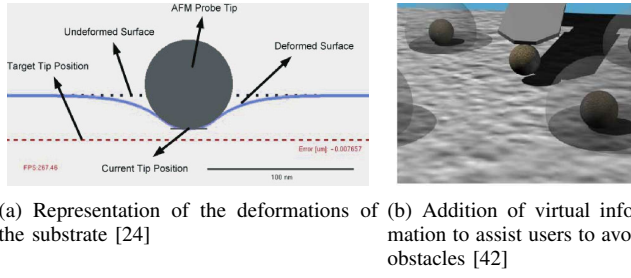 AFM Probe Tip
Undeformed Surface
Deformed Surface
Target Tip Position
Error [um]: -0.007657
FPS:267.46
Current Tip Position
100 nm
(a) Representation of the deformations of
the substrate [24]
(b) Addition of virtual info
mation to assist users to avo
obstacles [42]